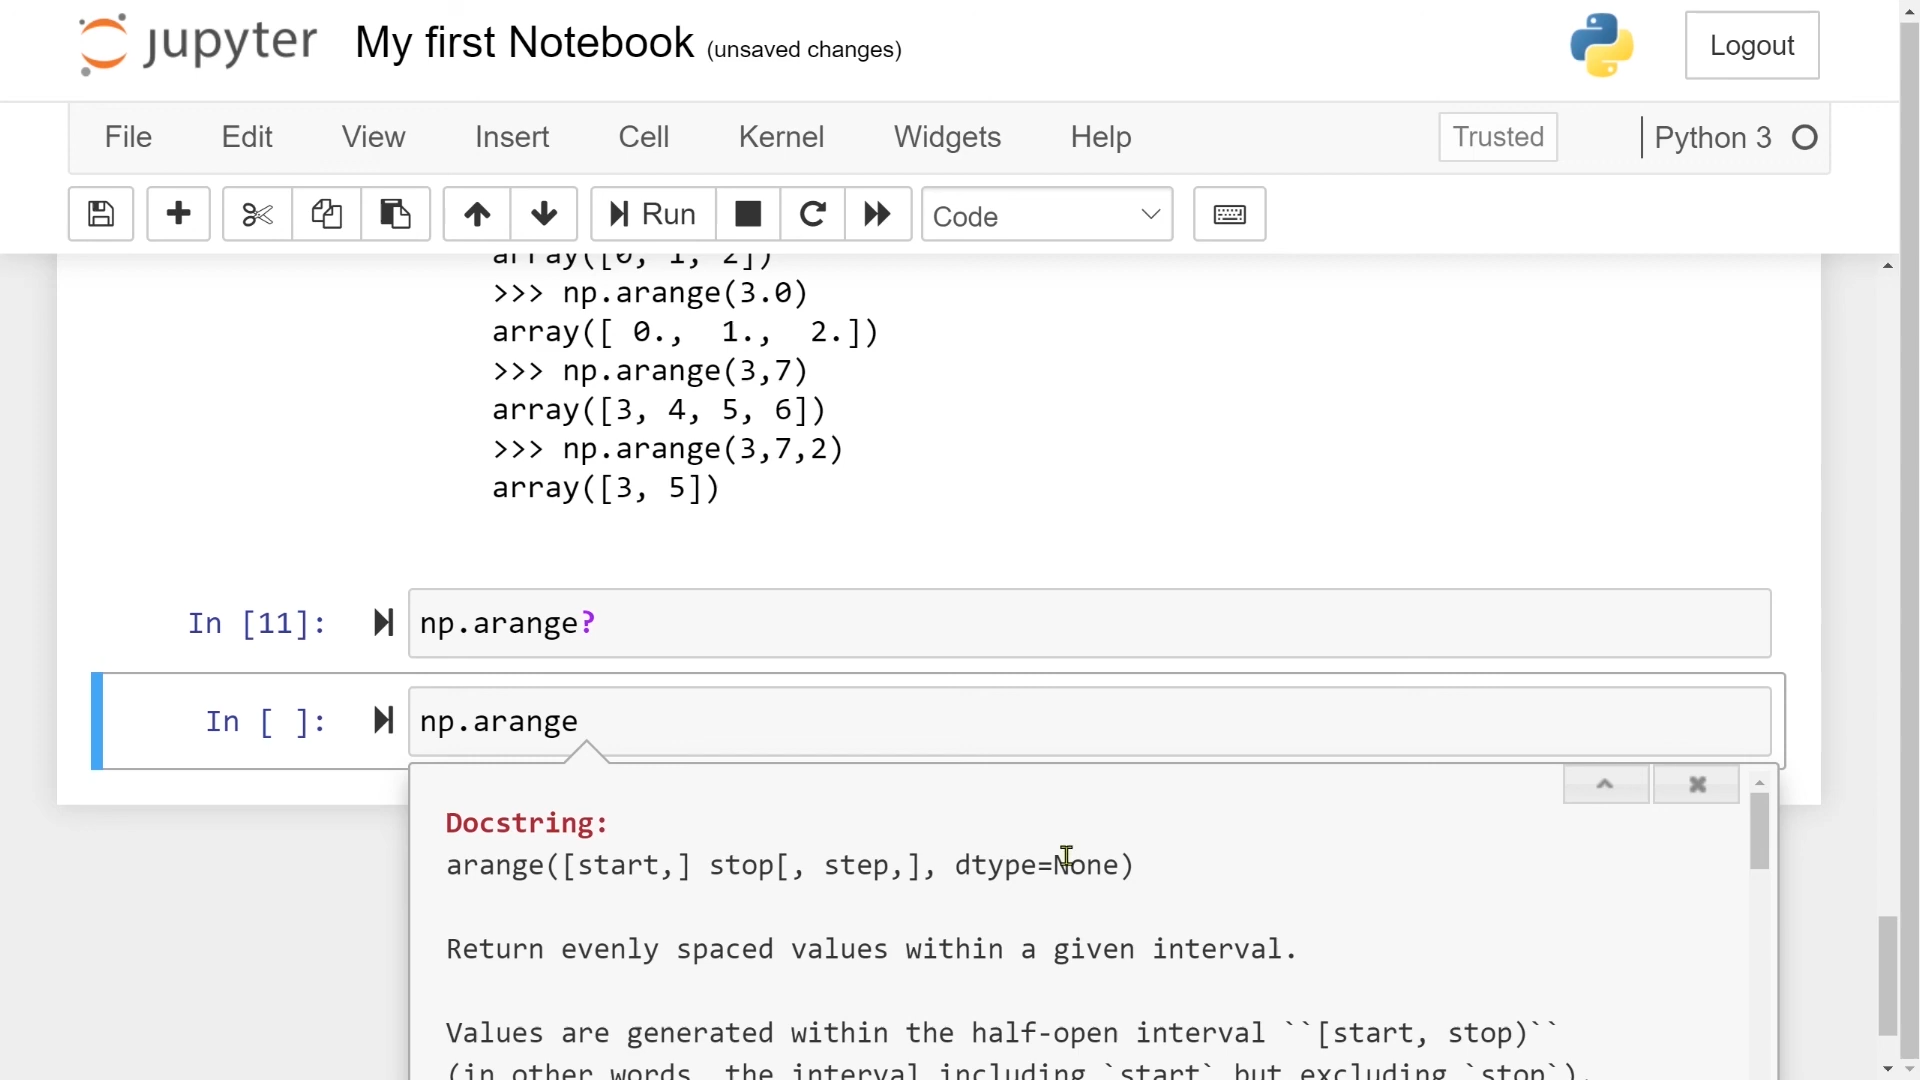 jupyter My first Notebook (unsaved changes) Logout
File Edit View Insert Cell Kernel Widgets Help Trusted Python 3
Run Code
array([0, 1, 2])
>>> np.arange(3.0)
array([ 0.,  1.,  2.])
>>> np.arange(3,7)
array([3, 4, 5, 6])
>>> np.arange(3,7,2)
array([3, 5])
In [11]: np.arange?
In [ ]: np.arange
Docstring:
arange([start,] stop[, step,], dtype=None)
Return evenly spaced values within a given interval.
Values are generated within the half-open interval ``[start, stop)``
(in other words, the interval including `start` but excluding `stop`).